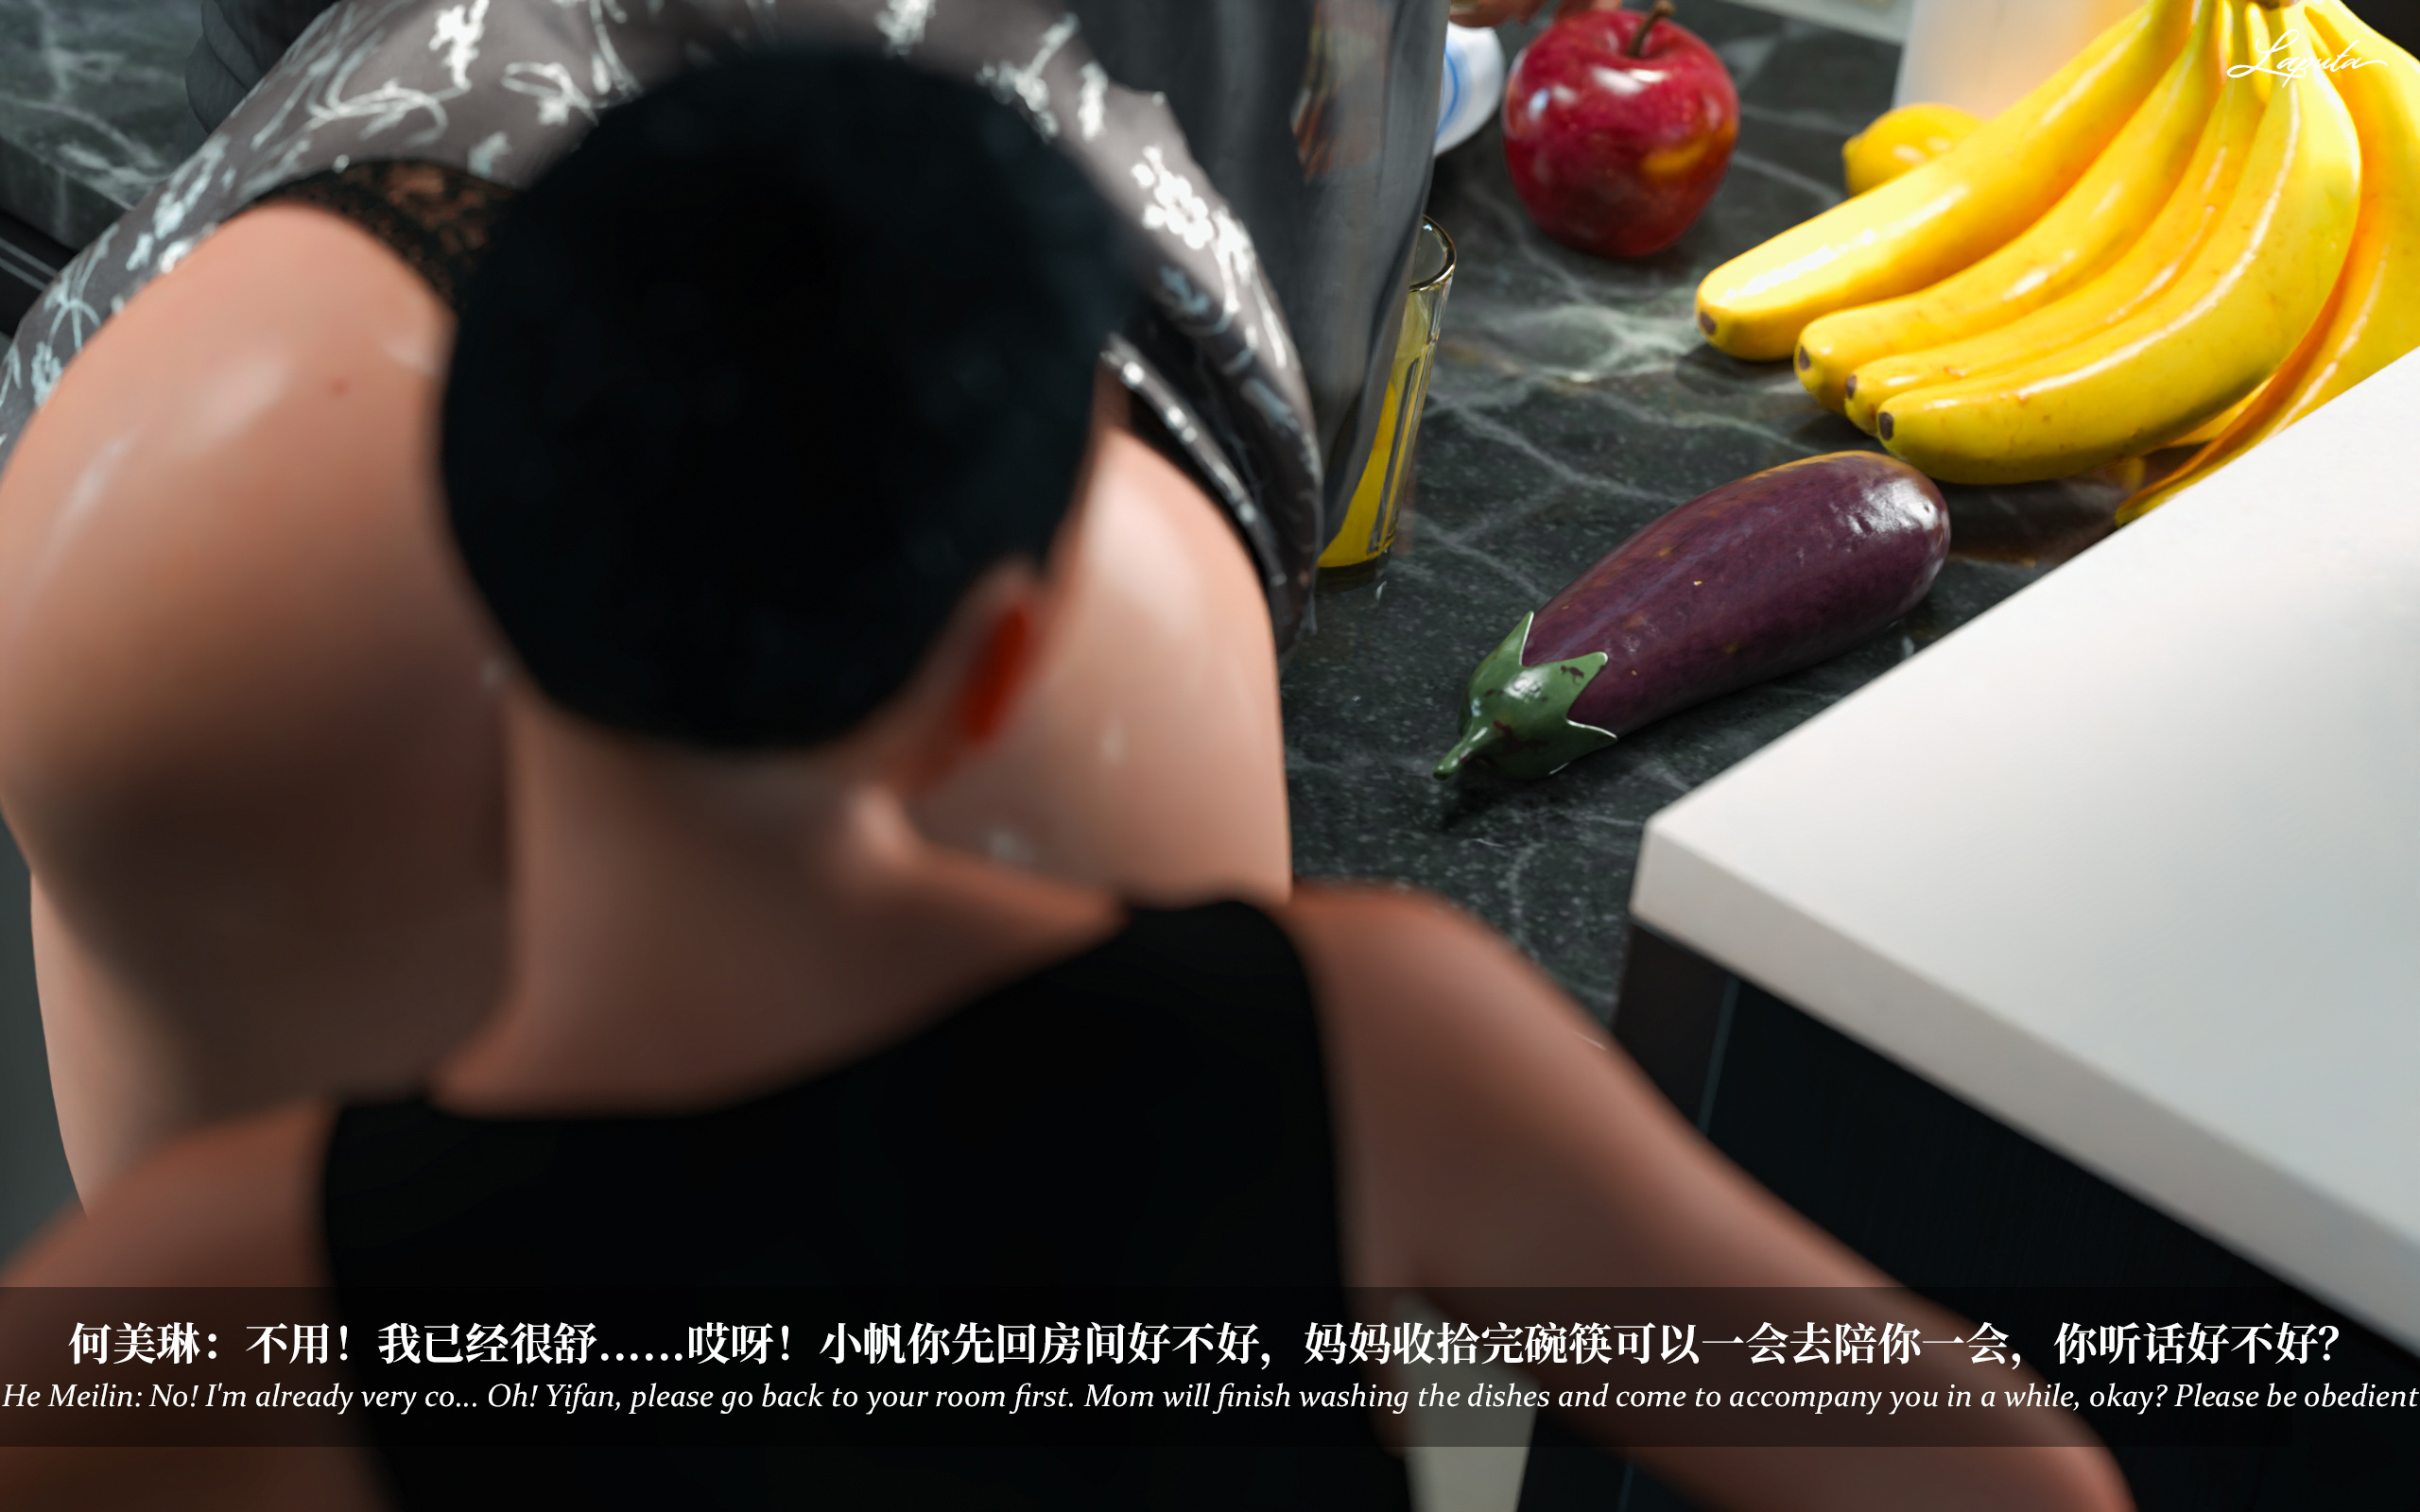 Laputa
何美琳：不用！我已经很舒……哎呀！小帆你先回房间好不好，妈妈收拾完碗筷可以一会去陪你一会，你听话好不好？
He Meilin: No! I'm already very co... Oh! Yifan, please go back to your room first. Mom will finish washing the dishes and come to accompany you in a while, okay? Please be obedient